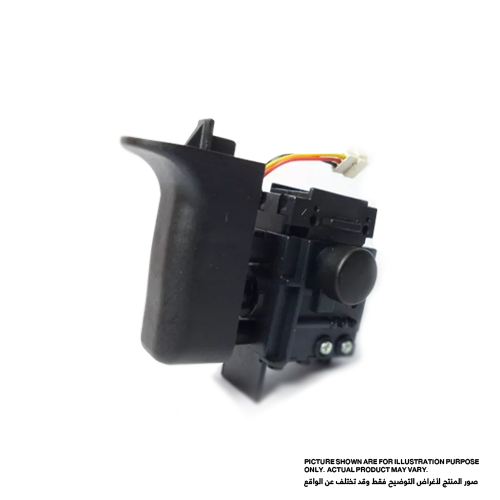 PICTURE SHOWN ARE FOR ILLUSTRATION PURPOSE
ONLY. ACTUAL PRODUCT MAY VARY.
صور المنتج لأغراض التوضيح فقط وقد تختلف عن الواقع